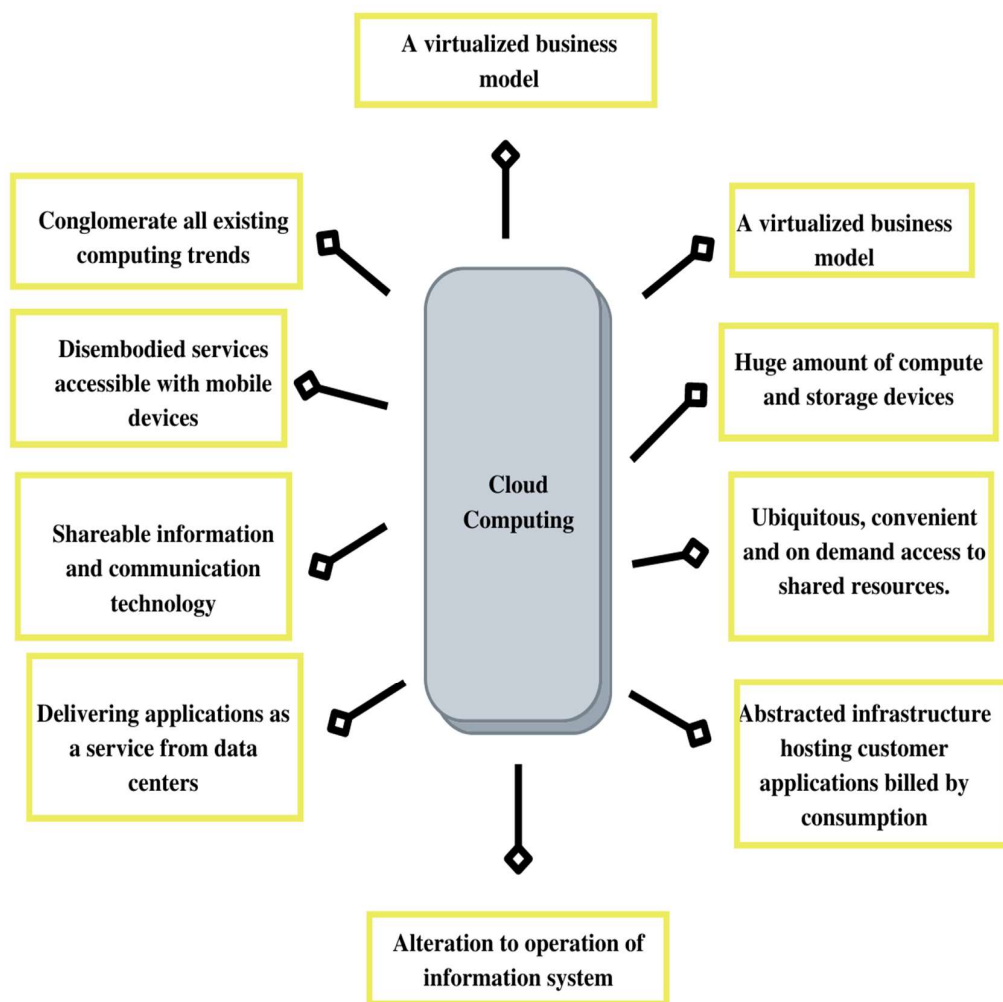 A virtualized business
model
Conglomerate all existing
computing trends
A virtualized business
model
Disembodied services
accessible with mobile
devices
Huge amount of compute
and storage devices
Cloud
Computing
Shareable information
and communication
technology
Ubiquitous, convenient
and on demand access to
shared resources.
Delivering applications as
a service from data
centers
Abstracted infrastructure
hosting customer
applications billed by
consumption
Alteration to operation of
information system